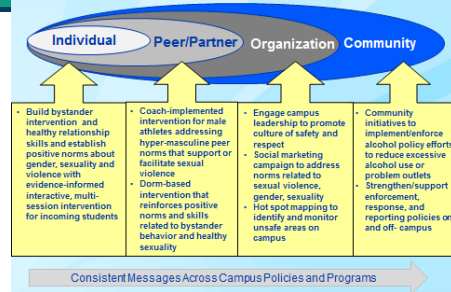 Individual
Peer/Partner
Organization
Community
• Build bystander
intervention and
healthy relationship
skills and establish
positive norms about
gender, sexuality and
violence with
evidence-informed
interactive, multi-
session intervention
for incoming students
• Coach-implemented
intervention for male
athletes addressing
hyper-masculine peer
norms that support or
facilitate sexual
violence
• Dorm-based
intervention that
reinforces positive
norms and skills
related to bystander
behavior and healthy
sexuality
• Engage campus
leadership to promote
culture of safety and
respect
• Social marketing
campaign to address
norms related to
sexual violence,
gender, sexuality
• Hot spot mapping to
identify and monitor
unsafe areas on
campus
• Community
initiatives to
implement/enforce
alcohol policy efforts
to reduce excessive
alcohol use or
problem outlets
• Strengthen/support
enforcement,
response, and
reporting policies on
and off- campus
Consistent Messages Across Campus Policies and Programs